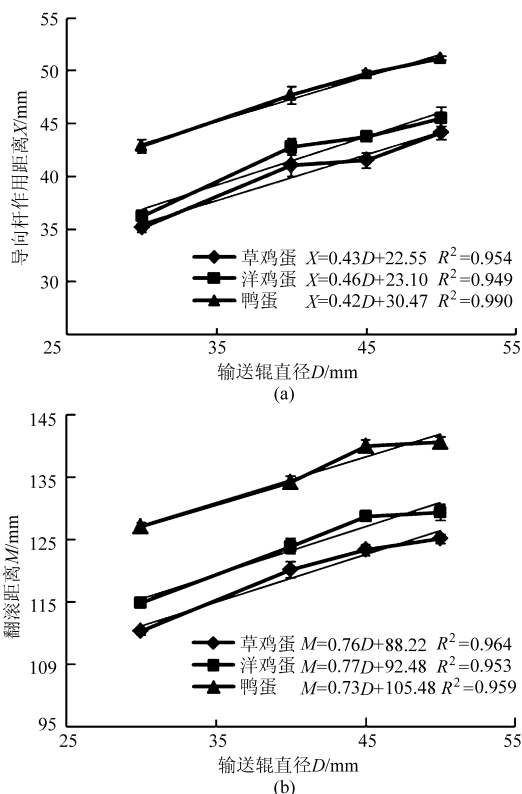 55
50
45
40
35
30
25
导向杆作用距离X/mm
草鸡蛋 X=0.43D+22.55 R²=0.954
洋鸡蛋 X=0.46D+23.10 R²=0.949
鸭蛋 X=0.42D+30.47 R²=0.990
25 35 45 55
输送辊直径D/mm
(a)
145
135
125
115
109
95
翻滚距离M/mm
草鸡蛋 M=0.76D+88.22 R²=0.964
洋鸡蛋 M=0.77D+92.48 R²=0.953
鸭蛋 M=0.73D+105.48 R²=0.959
25 35 45 55
输送辊直径D/mm
(b)